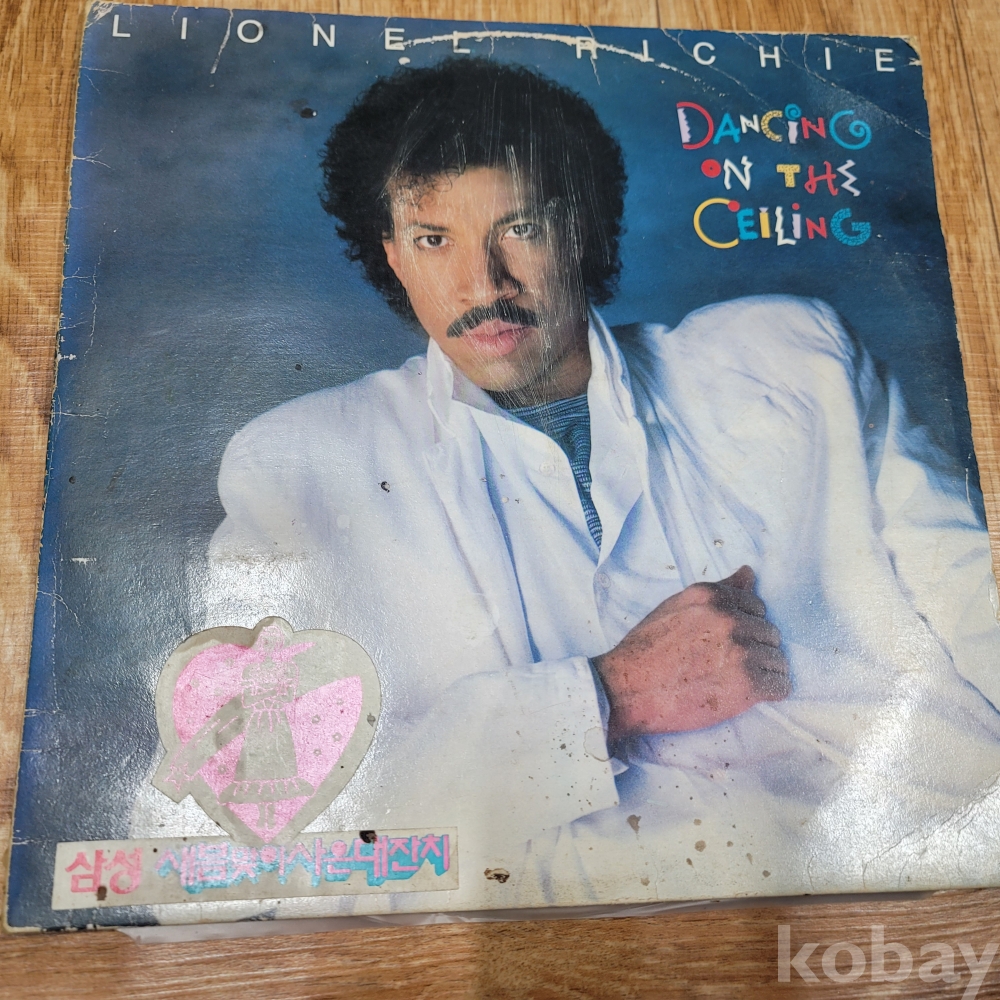 LIONEL RICHIE
DANCING
ON THE
CEILING
삼성
kobay